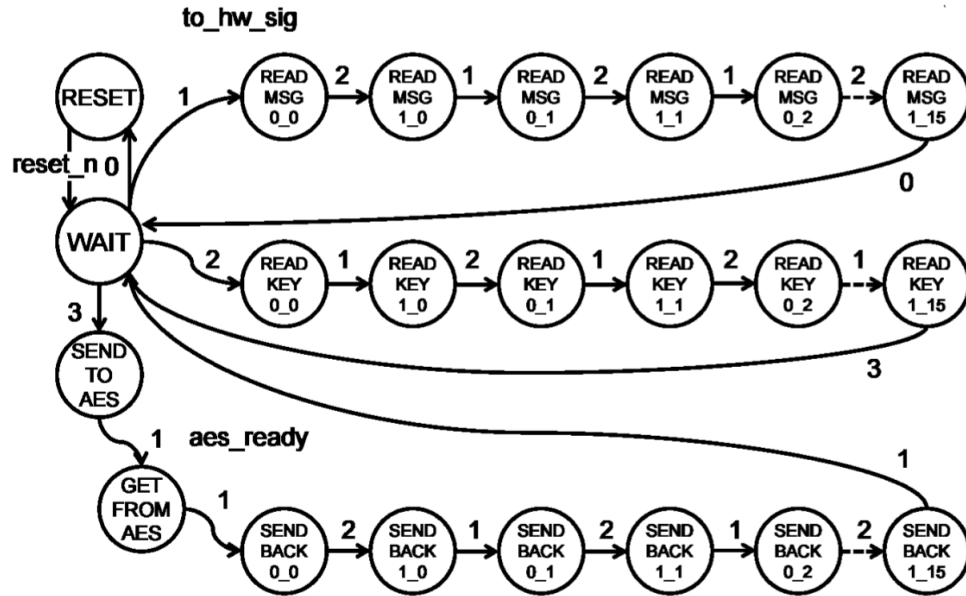 to_hw_sig
RESET
reset_n
0
WAIT
1
READ
MSG
0_0
2
READ
MSG
1_0
1
READ
MSG
0_1
2
READ
MSG
1_1
1
READ
MSG
0_2
2
READ
MSG
1_15
0
2
READ
KEY
0_0
1
READ
KEY
1_0
2
READ
KEY
0_1
1
READ
KEY
1_1
2
READ
KEY
0_2
1
READ
KEY
1_15
3
3
SEND
TO
AES
1
aes_ready
GET
FROM
AES
1
SEND
BACK
0_0
2
SEND
BACK
1_0
1
SEND
BACK
0_1
2
SEND
BACK
1_1
1
SEND
BACK
0_2
2
SEND
BACK
1_15
1